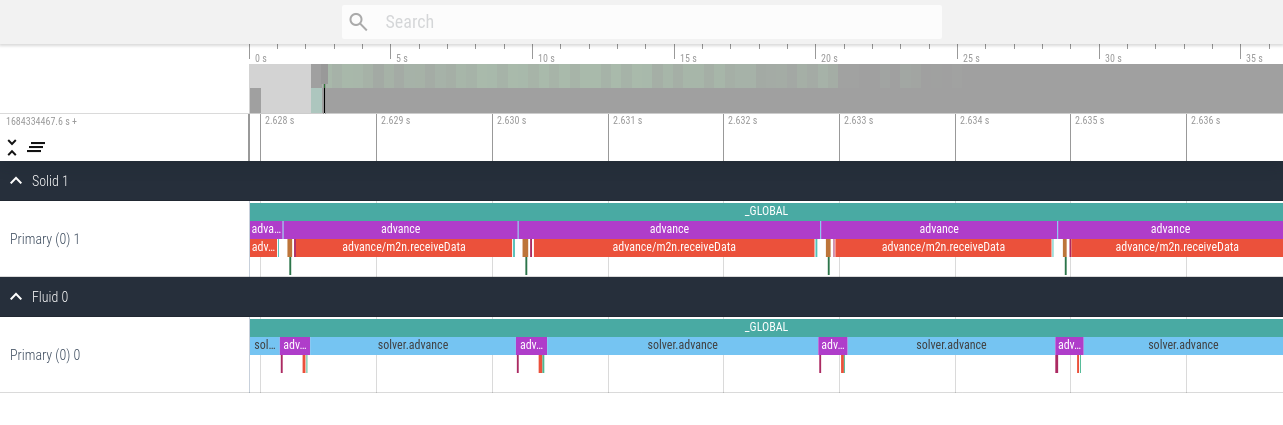 Search
0 s 5 s 10 s 15 s 20 s 25 s 30 s 35 s
1684334467.6 s + 2.628 s 2.629 s 2.630 s 2.631 s 2.632 s 2.633 s 2.634 s 2.635 s 2.636 s
Solid 1
_GLOBAL
Primary (0) 1 adva... advance advance advance advance
adv... advance/m2n.receiveData advance/m2n.receiveData advance/m2n.receiveData advance/m2n.receiveData
Fluid 0
_GLOBAL
Primary (0) 0 sol... adv... solver.advance adv... solver.advance adv... solver.advance adv... solver.advance